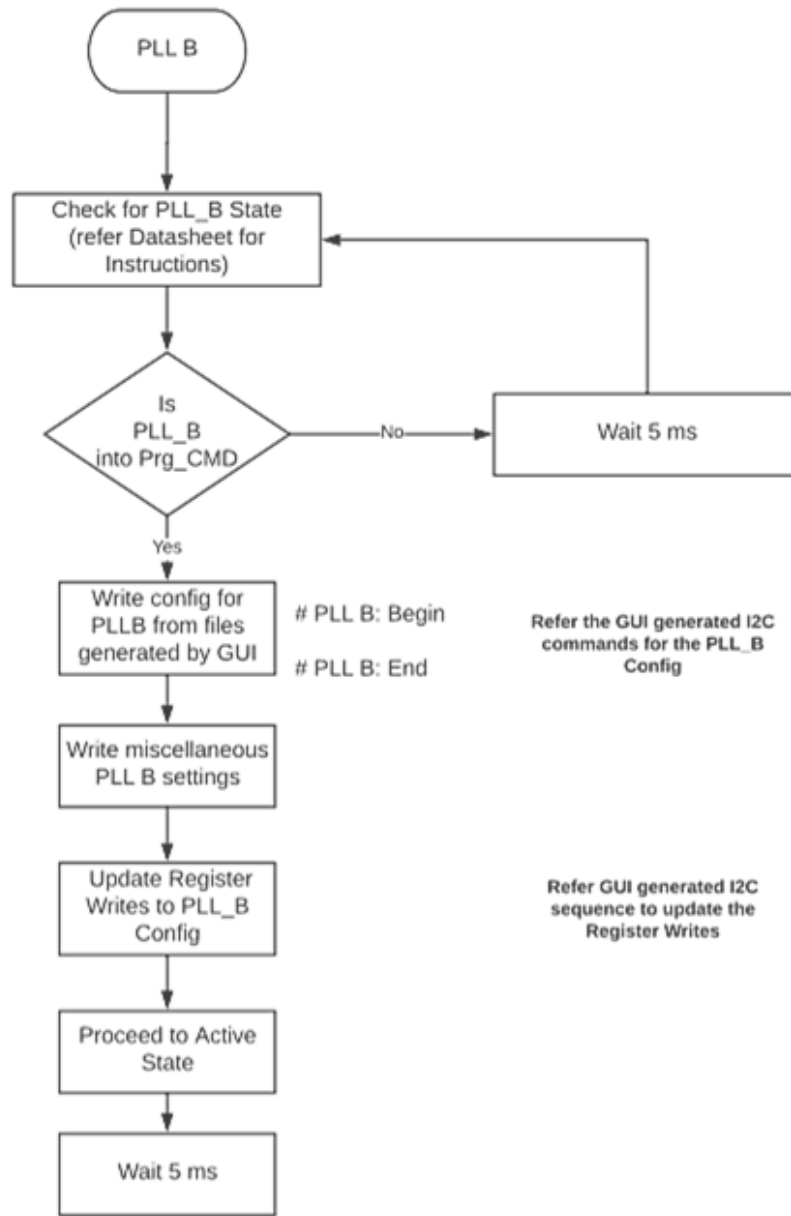 PLL B
Check for PLL_B State
(refer Datasheet for
Instructions)
Is
PLL_B
into Prg_CMD
No
Wait 5 ms
Yes
Write config for
PLLB from files
generated by GUI
# PLL B: Begin
# PLL B: End
Refer the GUI generated I2C
commands for the PLL_B
Config
Write miscellaneous
PLL B settings
Update Register
Writes to PLL_B
Config
Refer GUI generated I2C
sequence to update the
Register Writes
Proceed to Active
State
Wait 5 ms